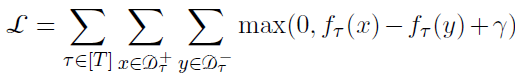 ℒ = ∑_{τ∈[T]} ∑_{x∈𝒟_τ^+} ∑_{y∈𝒟_τ^-} max(0, f_τ(x) − f_τ(y) + γ)